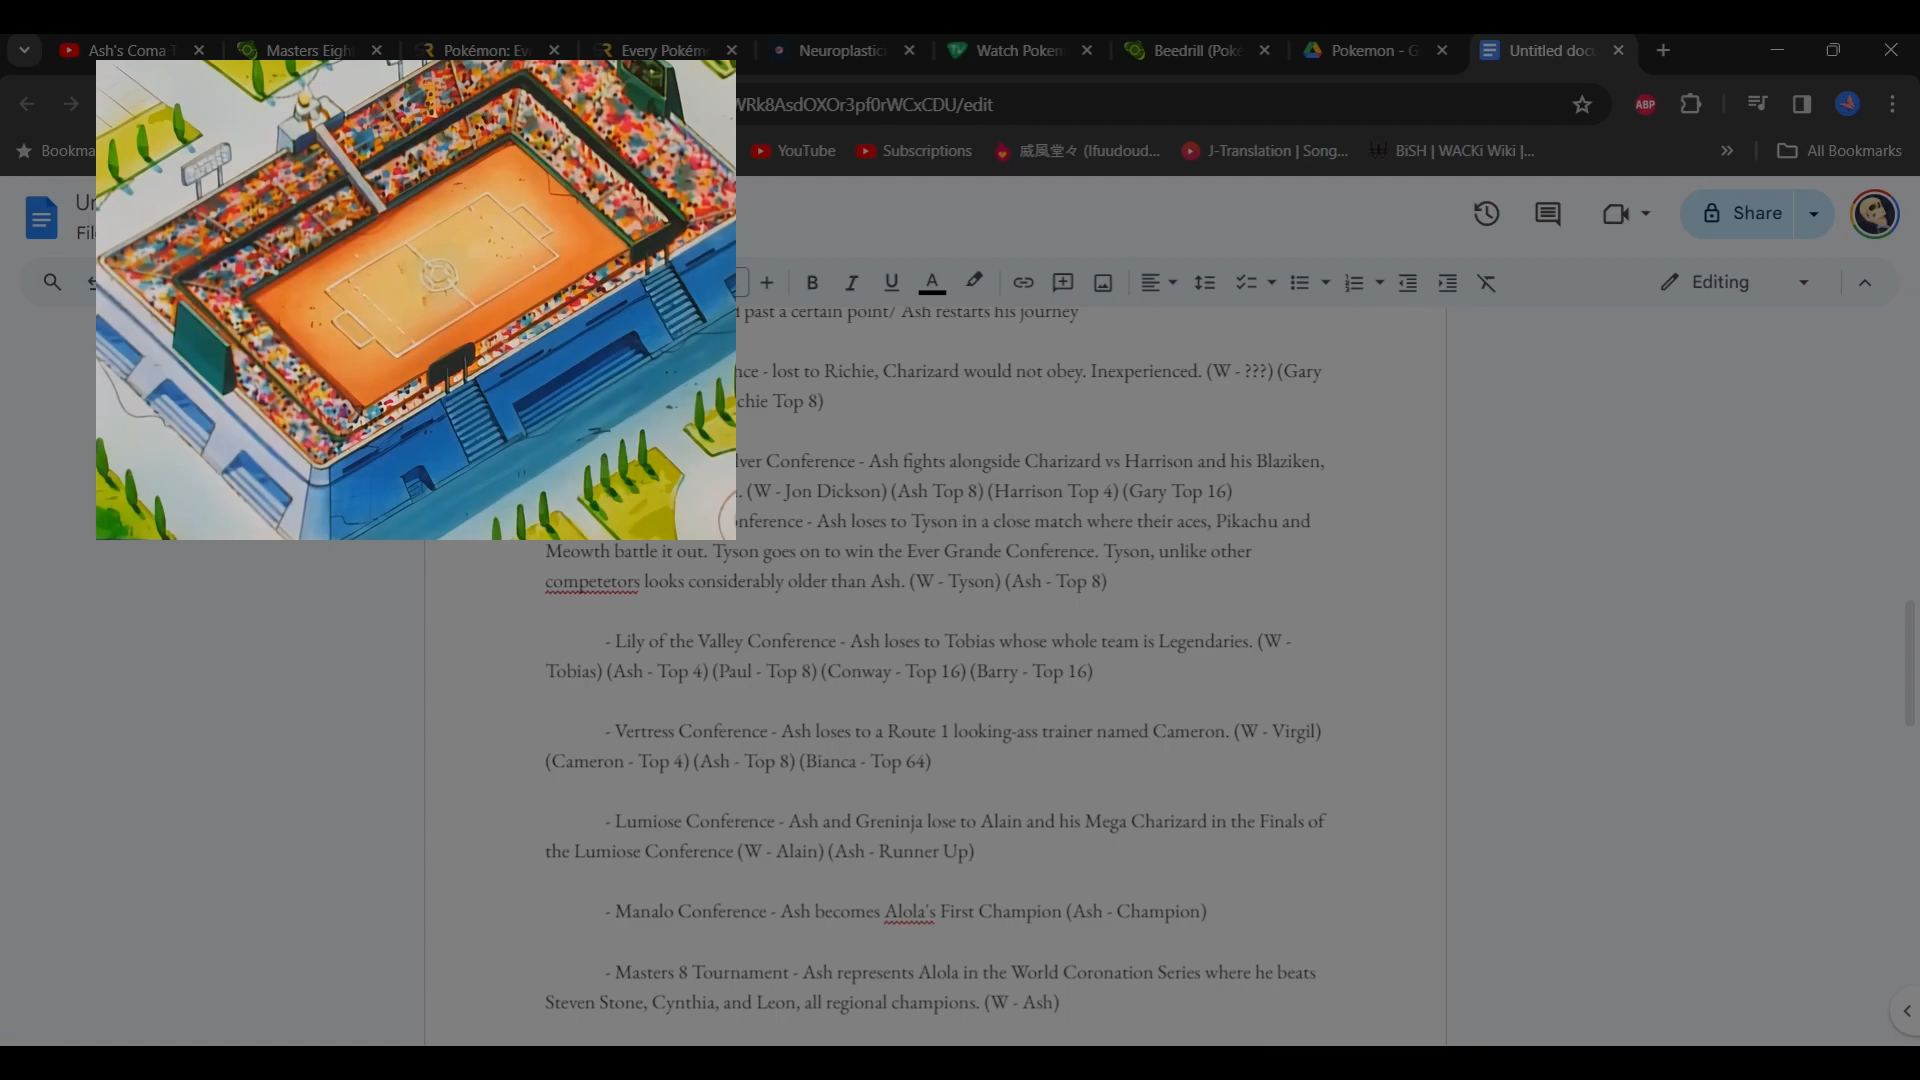 Ash's Coma T
Masters Eigh
Pokémon: Ev
Every Pokém
Neuroplastici
Watch Pokem
Beedrill (Poké
Pokemon - G
Untitled docu
WRk8AsdOXOr3pf0rWCxCDU/edit
ABP
Bookma
YouTube
Subscriptions
威風堂々 (Ifuudoud...
J-Translation | Song...
BiSH | WACKi Wiki |...
All Bookmarks
Un
File
Share
B I U A
Editing
past a certain point/ Ash restarts his journey
nce - lost to Richie, Charizard would not obey. Inexperienced. (W - ???) (Gary
chie Top 8)
lver Conference - Ash fights alongside Charizard vs Harrison and his Blaziken,
. (W - Jon Dickson) (Ash Top 8) (Harrison Top 4) (Gary Top 16)
onference - Ash loses to Tyson in a close match where their aces, Pikachu and
Meowth battle it out. Tyson goes on to win the Ever Grande Conference. Tyson, unlike other
competetors looks considerably older than Ash. (W - Tyson) (Ash - Top 8)
- Lily of the Valley Conference - Ash loses to Tobias whose whole team is Legendaries. (W -
Tobias) (Ash - Top 4) (Paul - Top 8) (Conway - Top 16) (Barry - Top 16)
- Vertress Conference - Ash loses to a Route 1 looking-ass trainer named Cameron. (W - Virgil)
(Cameron - Top 4) (Ash - Top 8) (Bianca - Top 64)
- Lumiose Conference - Ash and Greninja lose to Alain and his Mega Charizard in the Finals of
the Lumiose Conference (W - Alain) (Ash - Runner Up)
- Manalo Conference - Ash becomes Alola's First Champion (Ash - Champion)
- Masters 8 Tournament - Ash represents Alola in the World Coronation Series where he beats
Steven Stone, Cynthia, and Leon, all regional champions. (W - Ash)